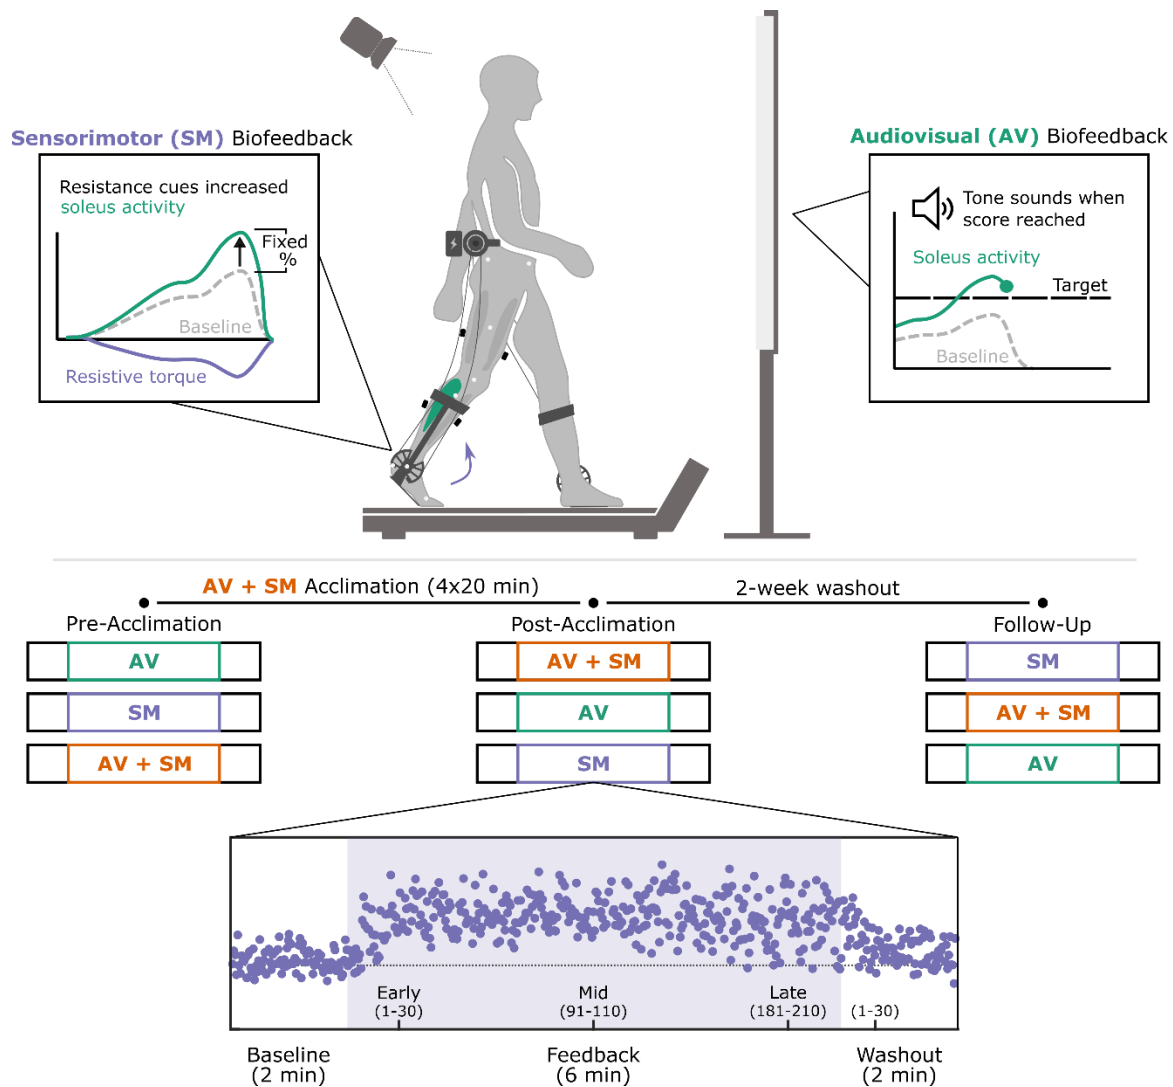 Sensorimotor (SM) Biofeedback
Resistance cues increased
soleus activity
Fixed
%
Baseline
Resistive torque
Audiovisual (AV) Biofeedback
Tone sounds when
score reached
Soleus activity
Target
Baseline
AV + SM Acclimation (4x20 min)
2-week washout
Pre-Acclimation
Post-Acclimation
Follow-Up
AV
AV + SM
SM
SM
AV
AV + SM
AV + SM
SM
AV
Early
(1-30)
Mid
(91-110)
Late
(181-210)
(1-30)
Baseline
(2 min)
Feedback
(6 min)
Washout
(2 min)